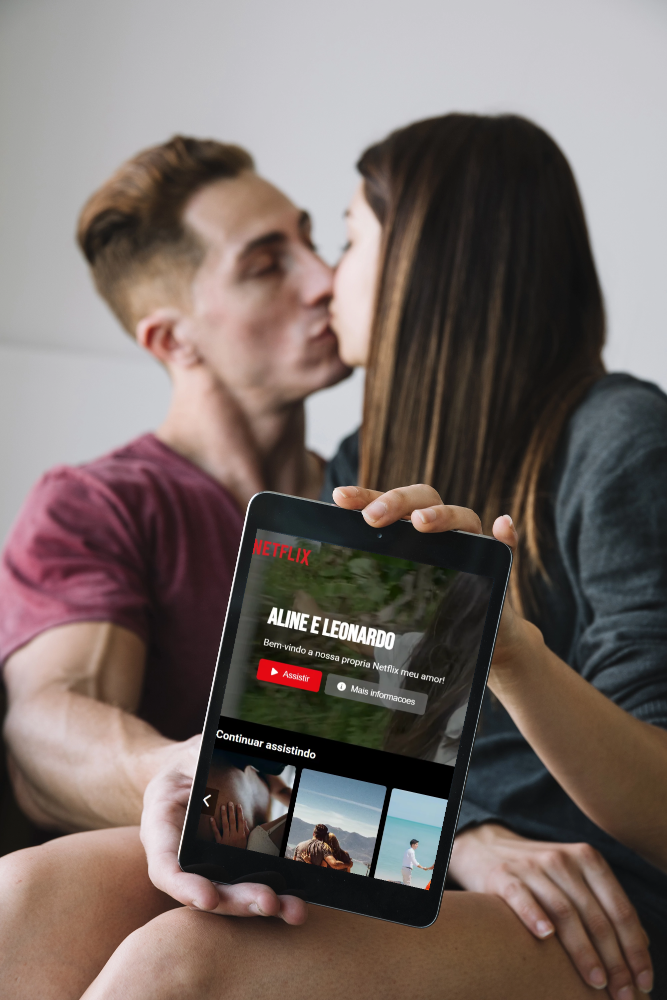 NETFLIX
ALINE E LEONARDO
Bem-vindo a nossa propria Netflix meu amor!
Assistir
Mais informacoes
Continuar assistindo